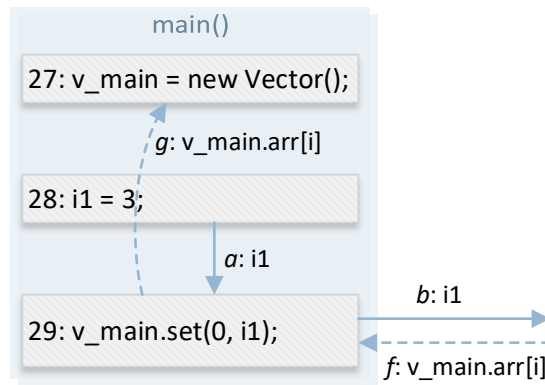 main()
27: v_main = new Vector();
g: v_main.arr[i]
28: i1 = 3;
a: i1
b: i1
29: v_main.set(0, i1);
f: v_main.arr[i]